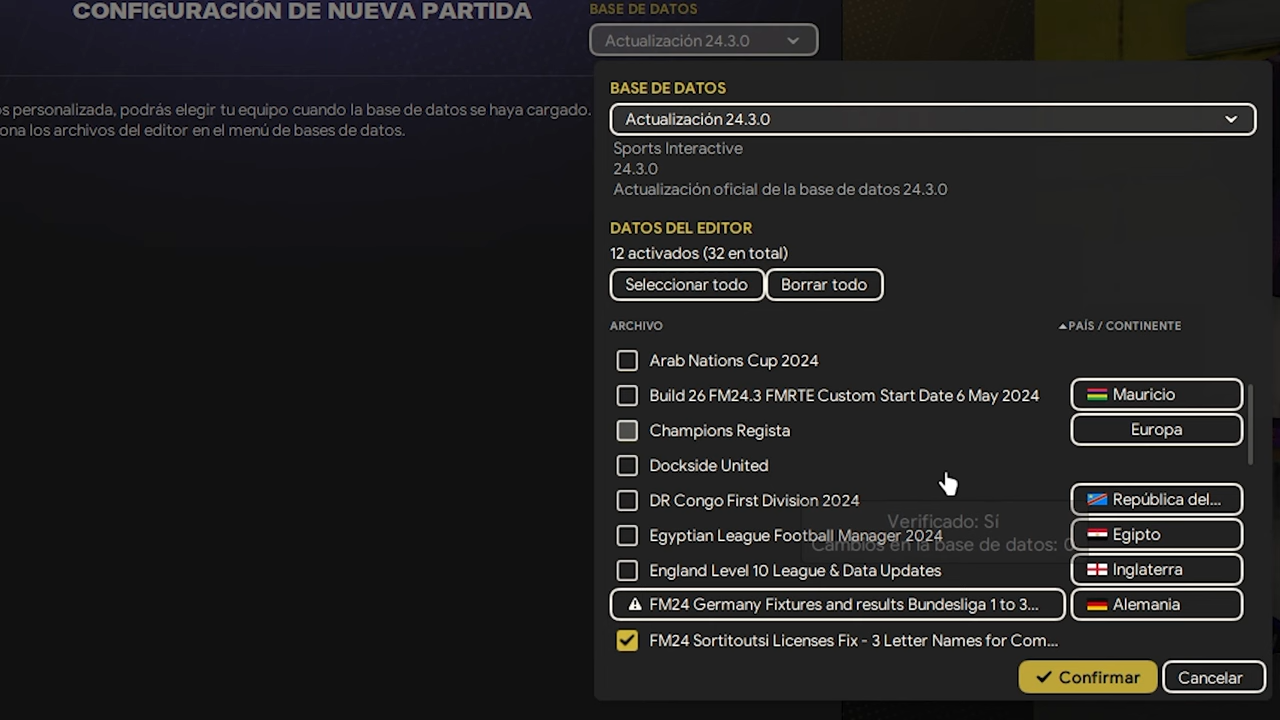 CONFIGURACIÓN DE NUEVA PARTIDA
BASE DE DATOS
Actualización 24.3.0
os personalizada, podrás elegir tu equipo cuando la base de datos se haya cargado.
ona los archivos del editor en el menú de bases de datos.
BASE DE DATOS
Actualización 24.3.0
Sports Interactive
24.3.0
Actualización oficial de la base de datos 24.3.0
DATOS DEL EDITOR
12 activados (32 en total)
Seleccionar todo Borrar todo
ARCHIVO PAÍS / CONTINENTE
Arab Nations Cup 2024
Build 26 FM24.3 FMRTE Custom Start Date 6 May 2024 Mauricio
Champions Regista Europa
Dockside United
DR Congo First Division 2024 República del...
Verificado: Sí
Egyptian League Football Manager 2024 Egipto
Cambios en la base de datos: 0
England Level 10 League & Data Updates Inglaterra
FM24 Germany Fixtures and results Bundesliga 1 to 3... Alemania
FM24 Sortitoutsi Licenses Fix - 3 Letter Names for Com...
Confirmar Cancelar